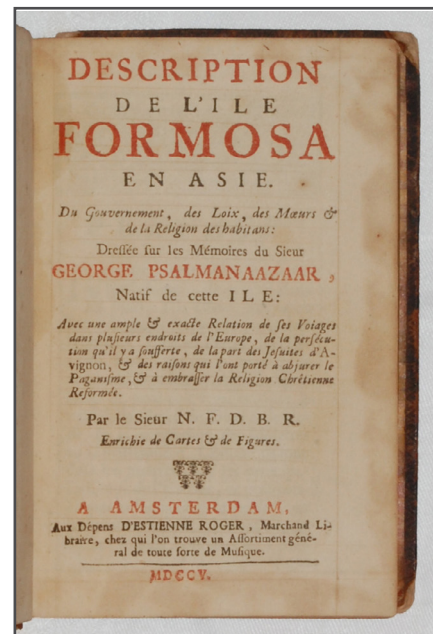 DESCRIPTION
DE L'ILE
FORMOSA
EN ASIE.
Du Gouvernement, des Loix, des Mœurs &
de la Religion des habitans:
Dressée sur les Mémoires du Sieur
GEORGE PSALMANAAZAAR,
Natif de cette ILE:
Avec une ample & exacte Relation de ses Voiages
dans plusieurs endroits de l'Europe, de la persécu-
tion qu'il y a soufferte, de la part des Jesuites d'A-
vignon, & des raisons qui l'ont porté à abjurer le
Paganisme, & à embrasser la Religion Chrétienne
Reformée.
Par le Sieur N. F. D. B. R.
Enrichie de Cartes & de Figures.
A AMSTERDAM,
Aux Dépens D'ESTIENNE ROGER, Marchand Li-
braire, chez qui l'on trouve un Assortiment géné-
ral de toute sorte de Musique.
MDCCV.